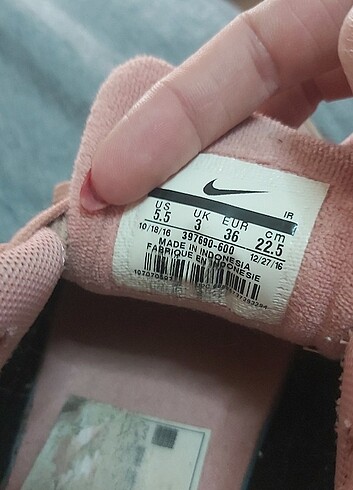 IR
US UK EUR cm
5.5 3 36 22.5
10/18/16 397690-600 12/27/16
MADE IN INDONESIA
FABRIQUE EN INDONESIE